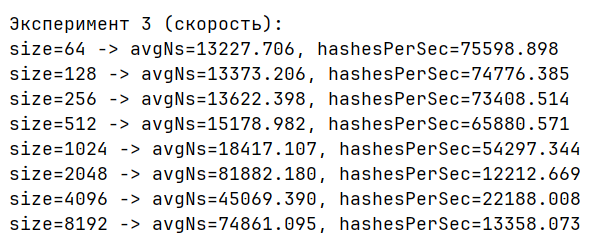 Эксперимент 3 (скорость):
size=64 -> avgNs=13227.706, hashesPerSec=75598.898
size=128 -> avgNs=13373.206, hashesPerSec=74776.385
size=256 -> avgNs=13622.398, hashesPerSec=73408.514
size=512 -> avgNs=15178.982, hashesPerSec=65880.571
size=1024 -> avgNs=18417.107, hashesPerSec=54297.344
size=2048 -> avgNs=81882.180, hashesPerSec=12212.669
size=4096 -> avgNs=45069.390, hashesPerSec=22188.008
size=8192 -> avgNs=74861.095, hashesPerSec=13358.073